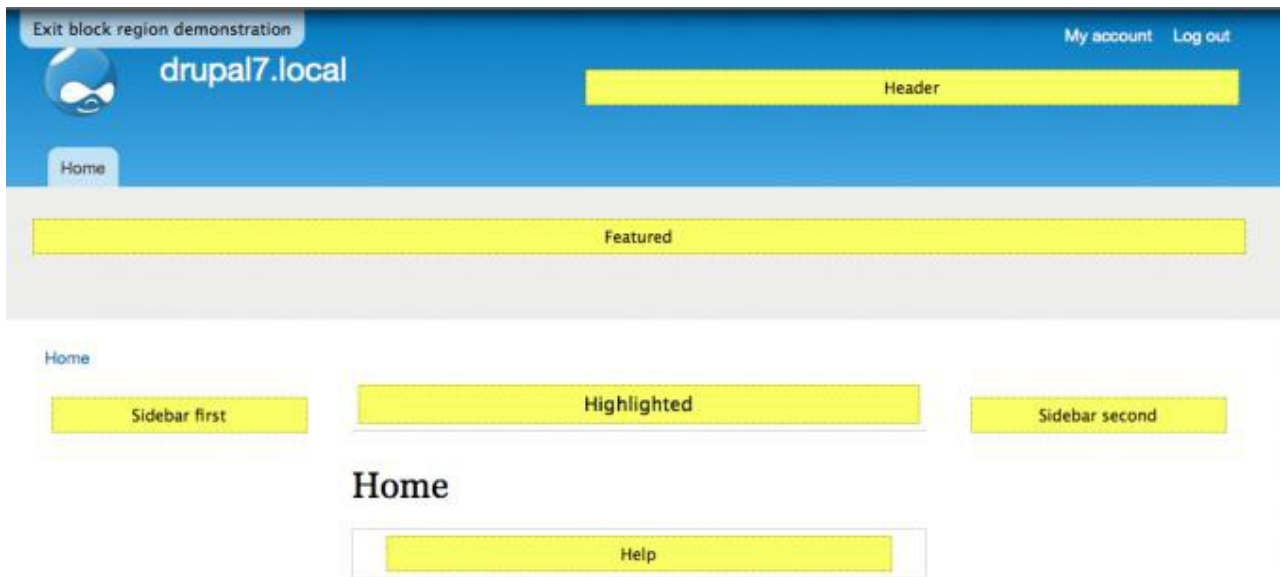 Exit block region demonstration
My account Log out
drupal7.local
Header
Home
Featured
Home
Sidebar first
Highlighted
Sidebar second
Home
Help